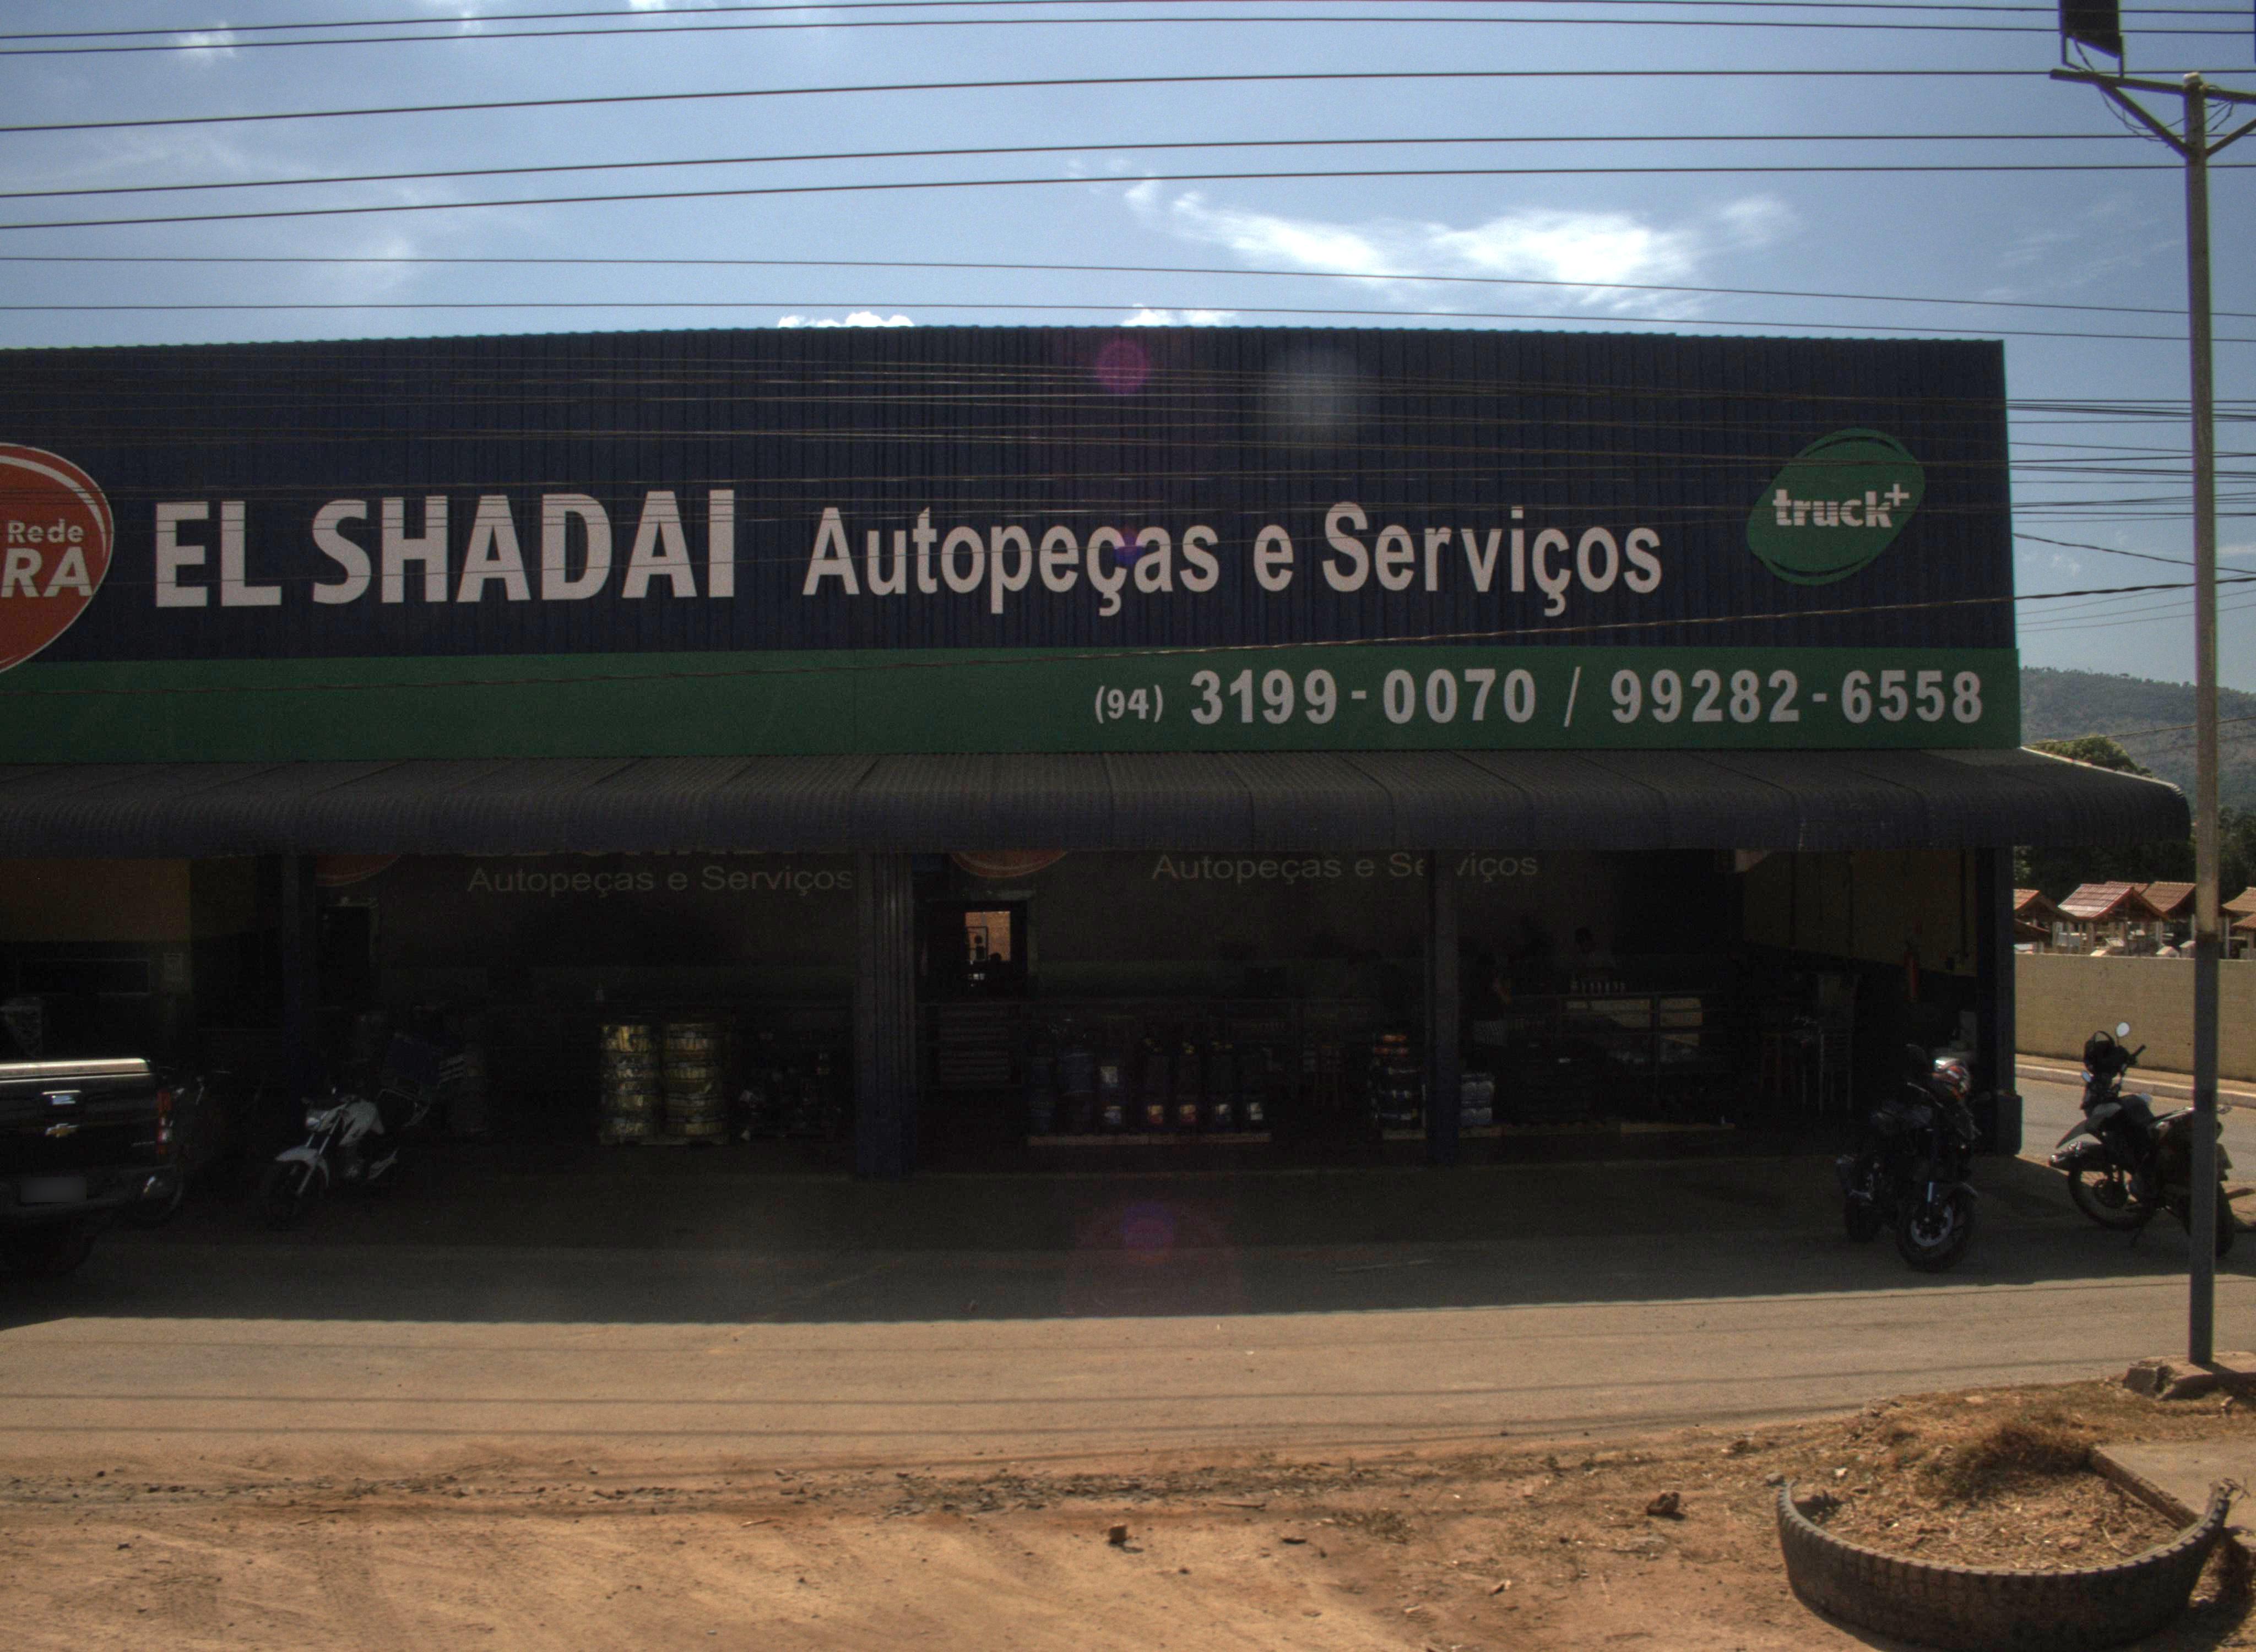 Rede
RA
EL SHADAI Autopeças e Serviços
truck+
(94) 3199-0070 / 99282-6558
Autopeças e Serviços
Autopeças e Serviços